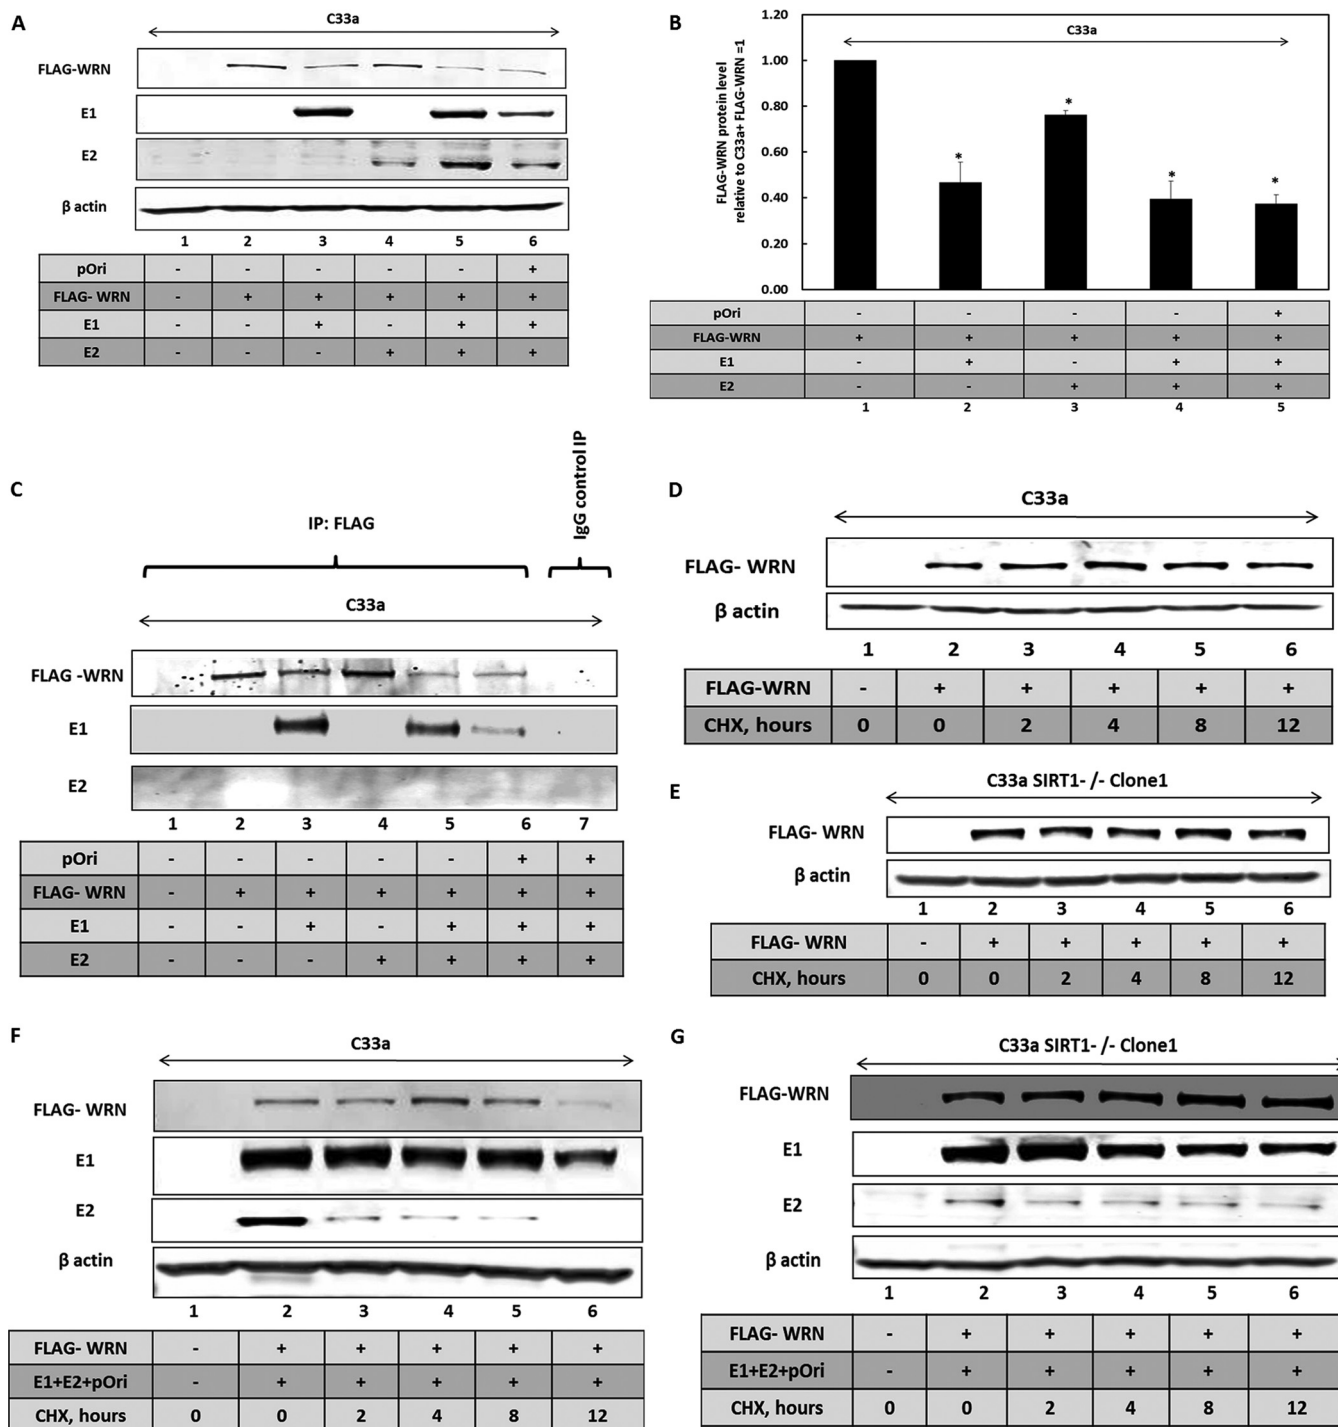 A
C33a
FLAG-WRN
E1
E2
β actin
1 2 3 4 5 6
pOri - - - - - +
FLAG- WRN - + + + + +
E1 - - + - + +
E2 - - - + + +
B
1.20
1.00
0.80
0.60
0.40
0.20
0.00
FLAG-WRN protein level
relative to C33a+ FLAG-WRN =1
C33a
* * * *
pOri - - - - +
FLAG-WRN + + + + +
E1 - + - + +
E2 - - + + +
1 2 3 4 5
C
IP: FLAG
IgG control IP
C33a
FLAG -WRN
E1
E2
1 2 3 4 5 6 7
pOri - - - - - + +
FLAG- WRN - + + + + + +
E1 - - + - + + +
E2 - - - + + + +
D
C33a
FLAG- WRN
β actin
1 2 3 4 5 6
FLAG-WRN - + + + + +
CHX, hours 0 0 2 4 8 12
E
C33a SIRT1- /- Clone1
FLAG- WRN
β actin
1 2 3 4 5 6
FLAG- WRN - + + + + +
CHX, hours 0 0 2 4 8 12
F
C33a
FLAG- WRN
E1
E2
β actin
1 2 3 4 5 6
FLAG- WRN - + + + + +
E1+E2+pOri - + + + + +
CHX, hours 0 0 2 4 8 12
G
C33a SIRT1- /- Clone1
FLAG-WRN
E1
E2
β actin
1 2 3 4 5 6
FLAG- WRN - + + + + +
E1+E2+pOri - + + + + +
CHX, hours 0 0 2 4 8 12